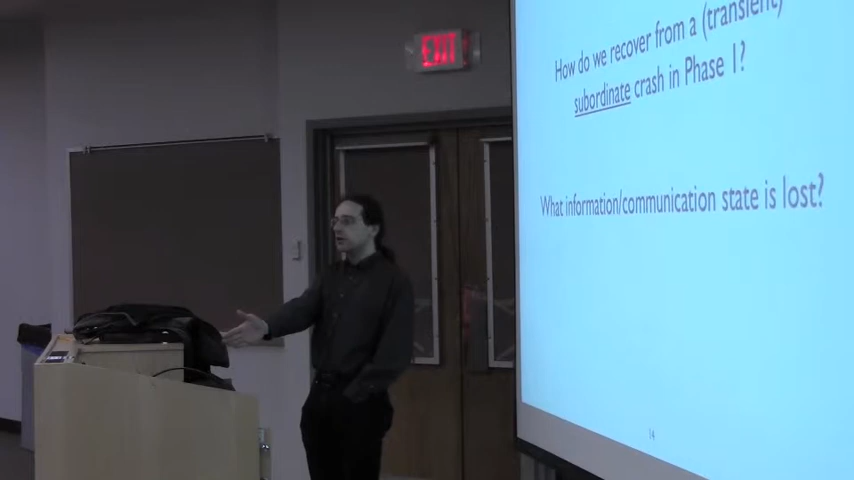 EXIT
How do we recover from a (transient)
subordinate crash in Phase 1?
What information/communication state is lost?
14